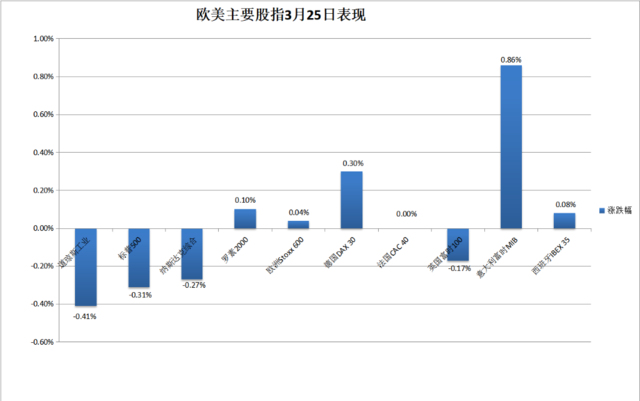 欧美主要股指3月25日表现
1.00%
0.80%
0.60%
0.40%
0.20%
0.00%
-0.20%
-0.40%
-0.60%
-0.41%
-0.31%
-0.27%
0.10%
0.04%
0.30%
0.00%
-0.17%
0.86%
0.08%
道琼斯工业
标普500
纳斯达克综合
罗素2000
欧洲Stoxx 600
德国DAX 30
法国CAC 40
英国富时100
意大利富时MIB
西班牙IBEX 35
涨跌幅